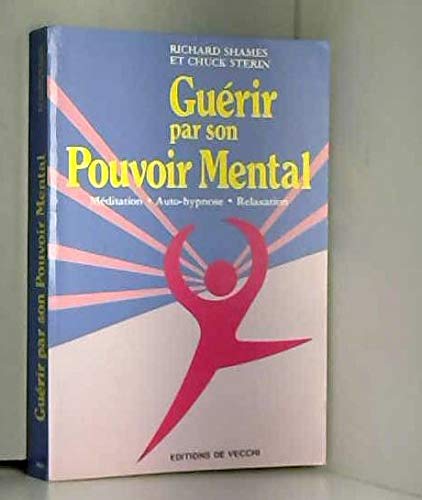 RICHARD SHAMES
ET CHUCK STERIN
Guérir
par son
Pouvoir Mental
Méditation • Auto-hypnose • Relaxation
EDITIONS DE VECCHI
Guérir par son Pouvoir Mental